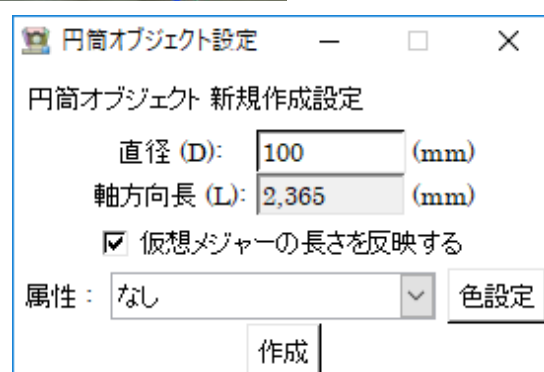 円筒オブジェクト設定
円筒オブジェクト 新規作成設定
直径 (D): 100 (mm)
軸方向長 (L): 2,365 (mm)
仮想メジャーの長さを反映する
属性： なし 色設定
作成